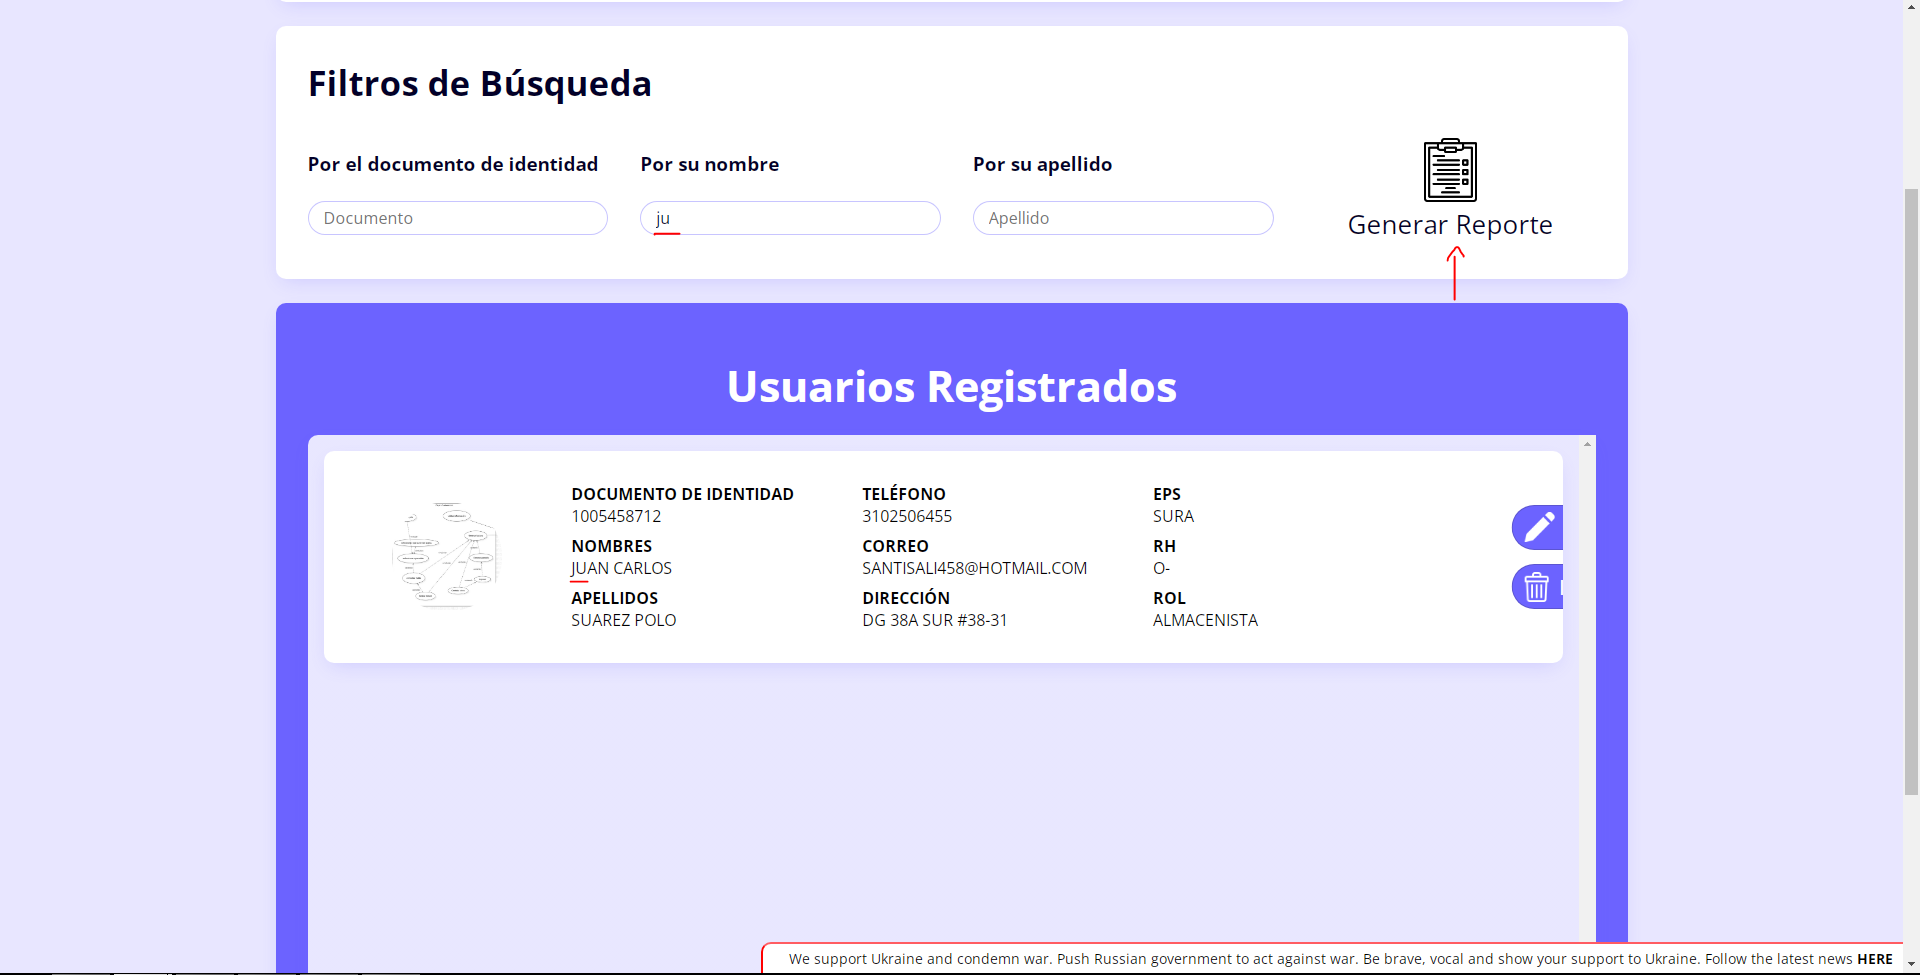 Filtros de Búsqueda
Por el documento de identidad
Por su nombre
Por su apellido
Documento
ju
Apellido
Generar Reporte
Usuarios Registrados
DOCUMENTO DE IDENTIDAD
1005458712
NOMBRES
JUAN CARLOS
APELLIDOS
SUAREZ POLO
TELÉFONO
3102506455
CORREO
SANTISALI458@HOTMAIL.COM
DIRECCIÓN
DG 38A SUR #38-31
EPS
SURA
RH
O-
ROL
ALMACENISTA
We support Ukraine and condemn war. Push Russian government to act against war. Be brave, vocal and show your support to Ukraine. Follow the latest news HERE